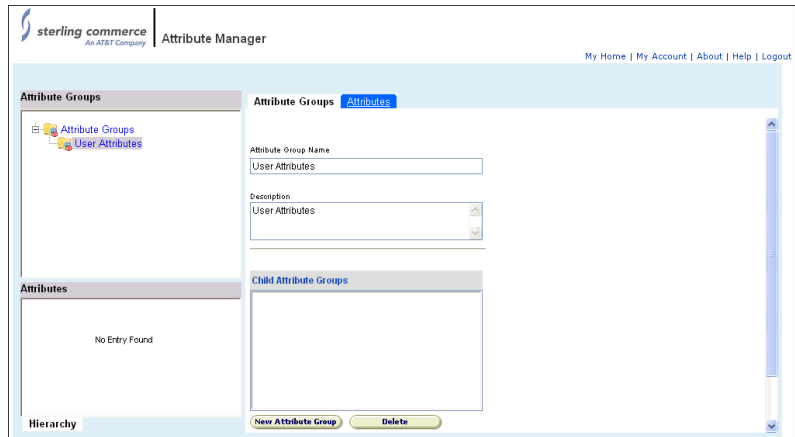 sterling commerce
An AT&T Company
Attribute Manager
My Home | My Account | About | Help | Logout
Attribute Groups
Attribute Groups
User Attributes
Attributes
No Entry Found
Hierarchy
Attribute Groups Attributes
Attribute Group Name
User Attributes
Description
User Attributes
Child Attribute Groups
New Attribute Group Delete